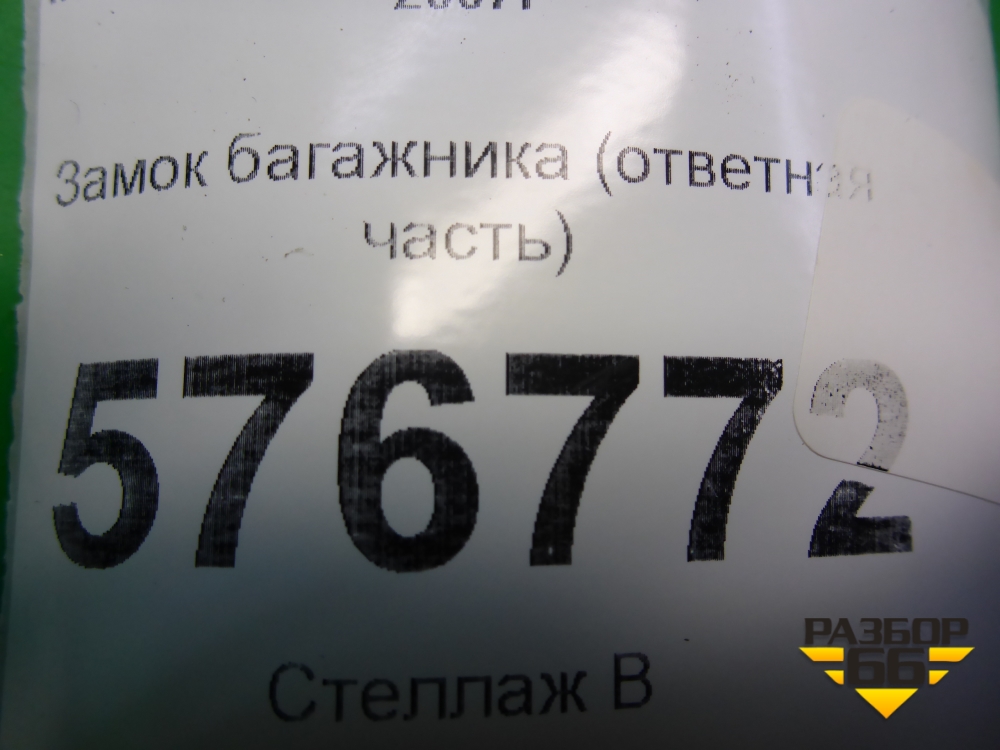 Замок багажника (ответная
часть)
576772
Стеллаж В
РАЗБОР
66